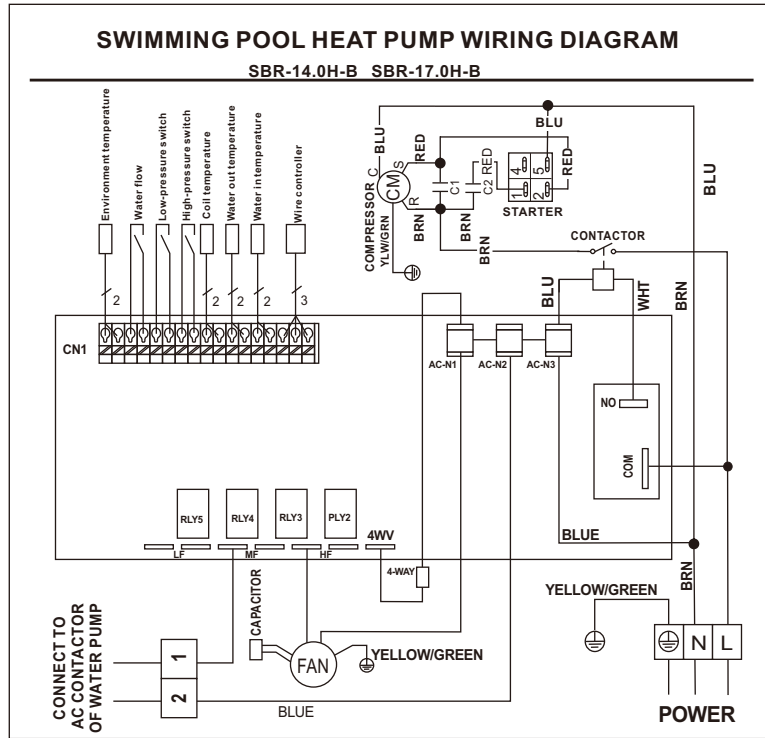 SWIMMING POOL HEAT PUMP WIRING DIAGRAM
SBR-14.0H-B SBR-17.0H-B
Environment temperature
Water flow
Low-pressure switch
High-pressure switch
Coil temperature
Water out temperature
Water in temperature
Wire controller
2
2
2
2
3
CN1
BLU
C
S
R
CM
COMPRESSOR
YLW/GRN
RED
BRN
C1
BRN
C2
RED
BRN
4
5
1
2
STARTER
BLU
RED
BLU
CONTACTOR
BLU
WHT
BRN
AC-N1
AC-N2
AC-N3
NO
COM
RLY5
RLY4
RLY3
PLY2
LF
MF
HF
4WV
4-WAY
BLUE
BRN
CAPACITOR
FAN
YELLOW/GREEN
YELLOW/GREEN
CONNECT TO
AC CONTACTOR
OF WATER PUMP
1
2
BLUE
N
L
POWER